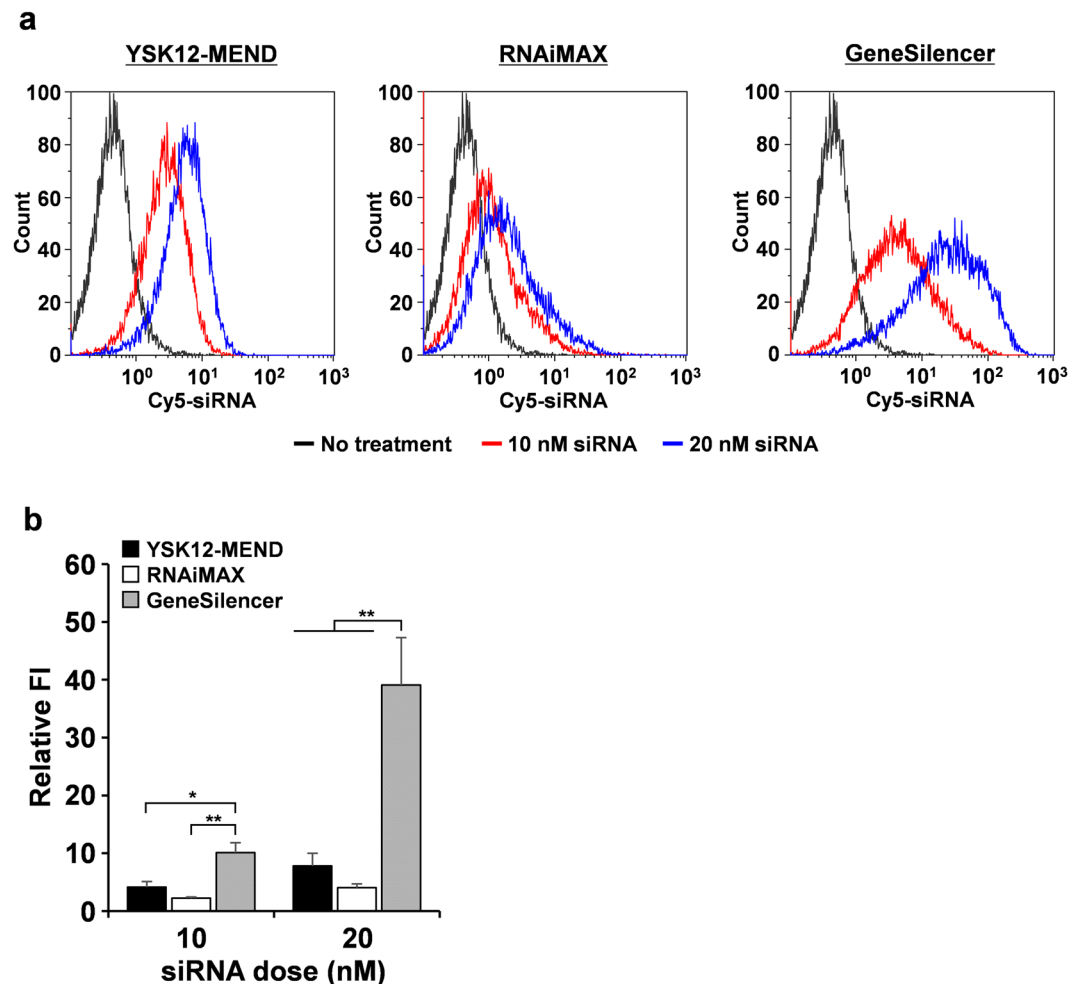 a
YSK12-MEND
RNAiMAX
GeneSilencer
100
80
60
40
20
0
Count
10⁰ 10¹ 10² 10³
Cy5-siRNA
100
80
60
40
20
0
Count
10⁰ 10¹ 10² 10³
Cy5-siRNA
100
80
60
40
20
0
Count
10⁰ 10¹ 10² 10³
Cy5-siRNA
No treatment 10 nM siRNA 20 nM siRNA
b
YSK12-MEND
RNAiMAX
GeneSilencer
60
50
40
30
20
10
0
Relative FI
*
**
**
10 20
siRNA dose (nM)